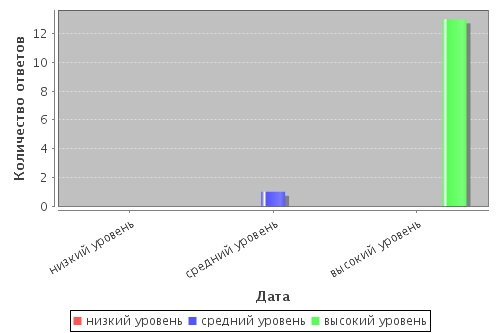 Количество ответов
12
10
8
6
4
2
0
низкий уровень
средний уровень
высокий уровень
Дата
низкий уровень средний уровень высокий уровень